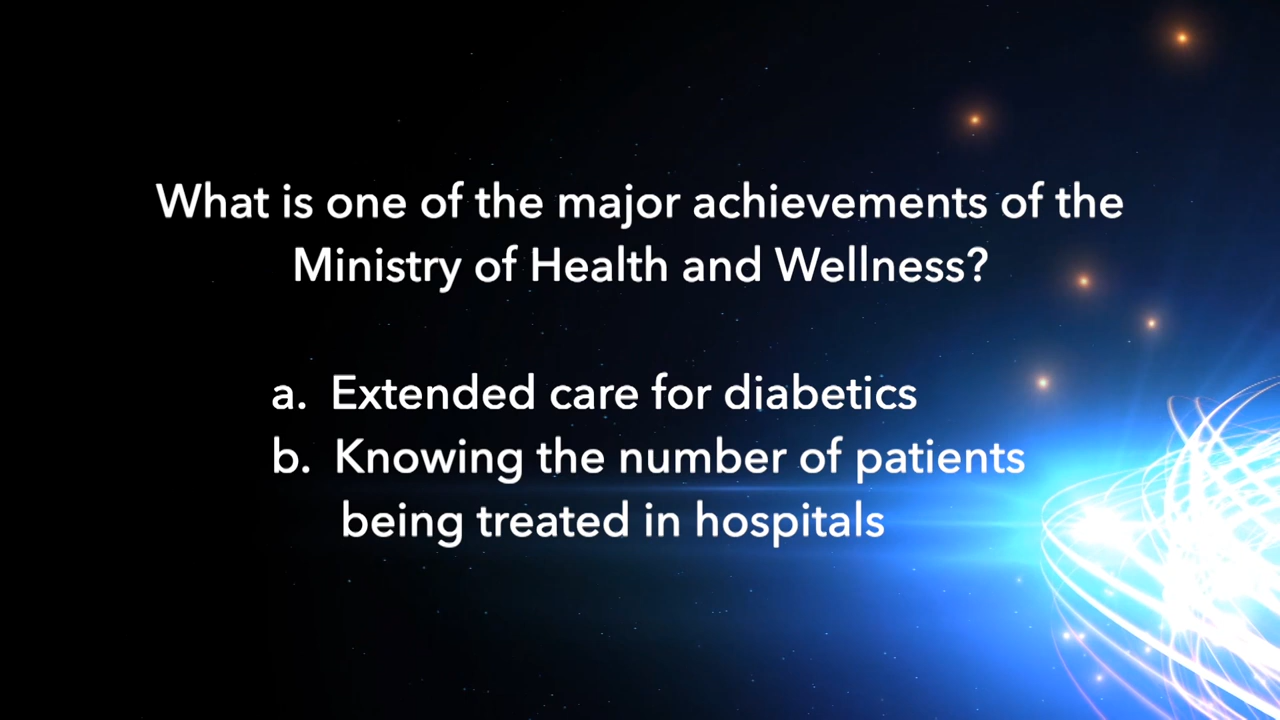 What is one of the major achievements of the
Ministry of Health and Wellness?
a. Extended care for diabetics
b. Knowing the number of patients
being treated in hospitals